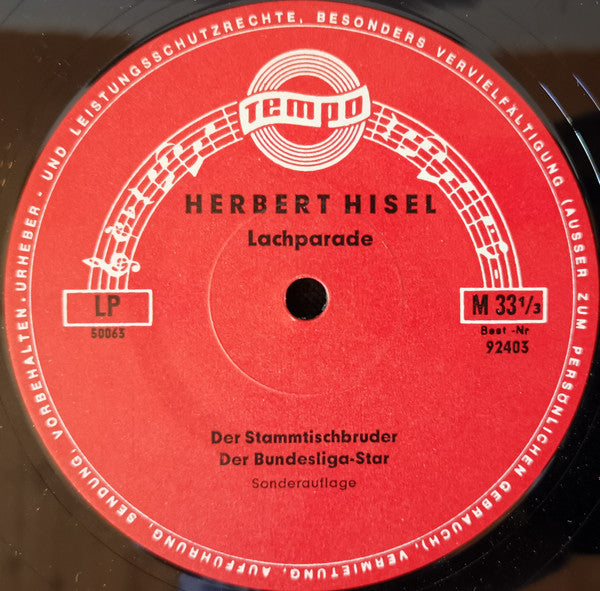 Tempo
HERBERT HISEL
Lachparade
LP
50063
M 33 1/3
Best -Nr
92403
Der Stammtischbruder
Der Bundesliga-Star
Sonderauflage
URHEBER - UND LEISTUNGSSCHUTZRECHTE, BESONDERS VERVIELFÄLTIGUNG (AUSSER ZUM PERSÖNLICHEN GEBRAUCH), VERMIETUNG, AUFFÜHRUNG, SENDUNG, VORBEHALTEN.